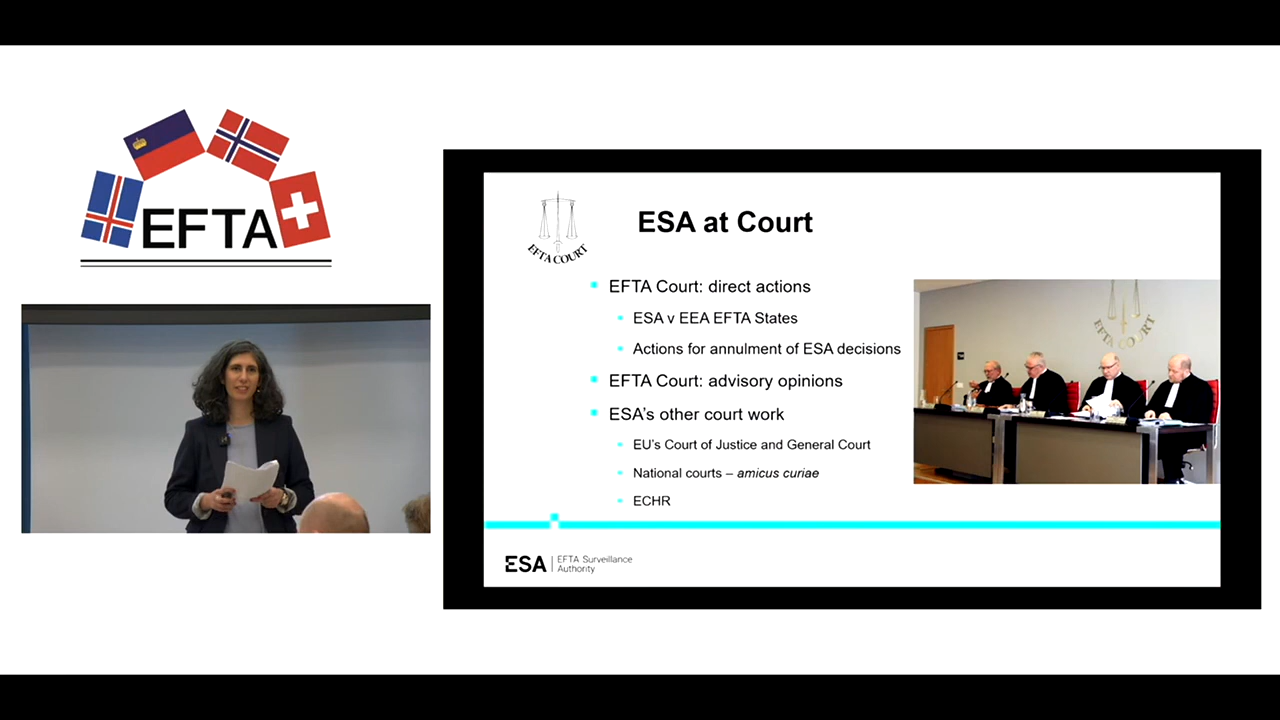 EFTA
EFTA COURT
ESA at Court
EFTA Court: direct actions
ESA v EEA EFTA States
Actions for annulment of ESA decisions
EFTA Court: advisory opinions
ESA's other court work
EU's Court of Justice and General Court
National courts – amicus curiae
ECHR
EFTA COURT
ESA | EFTA Surveillance
Authority